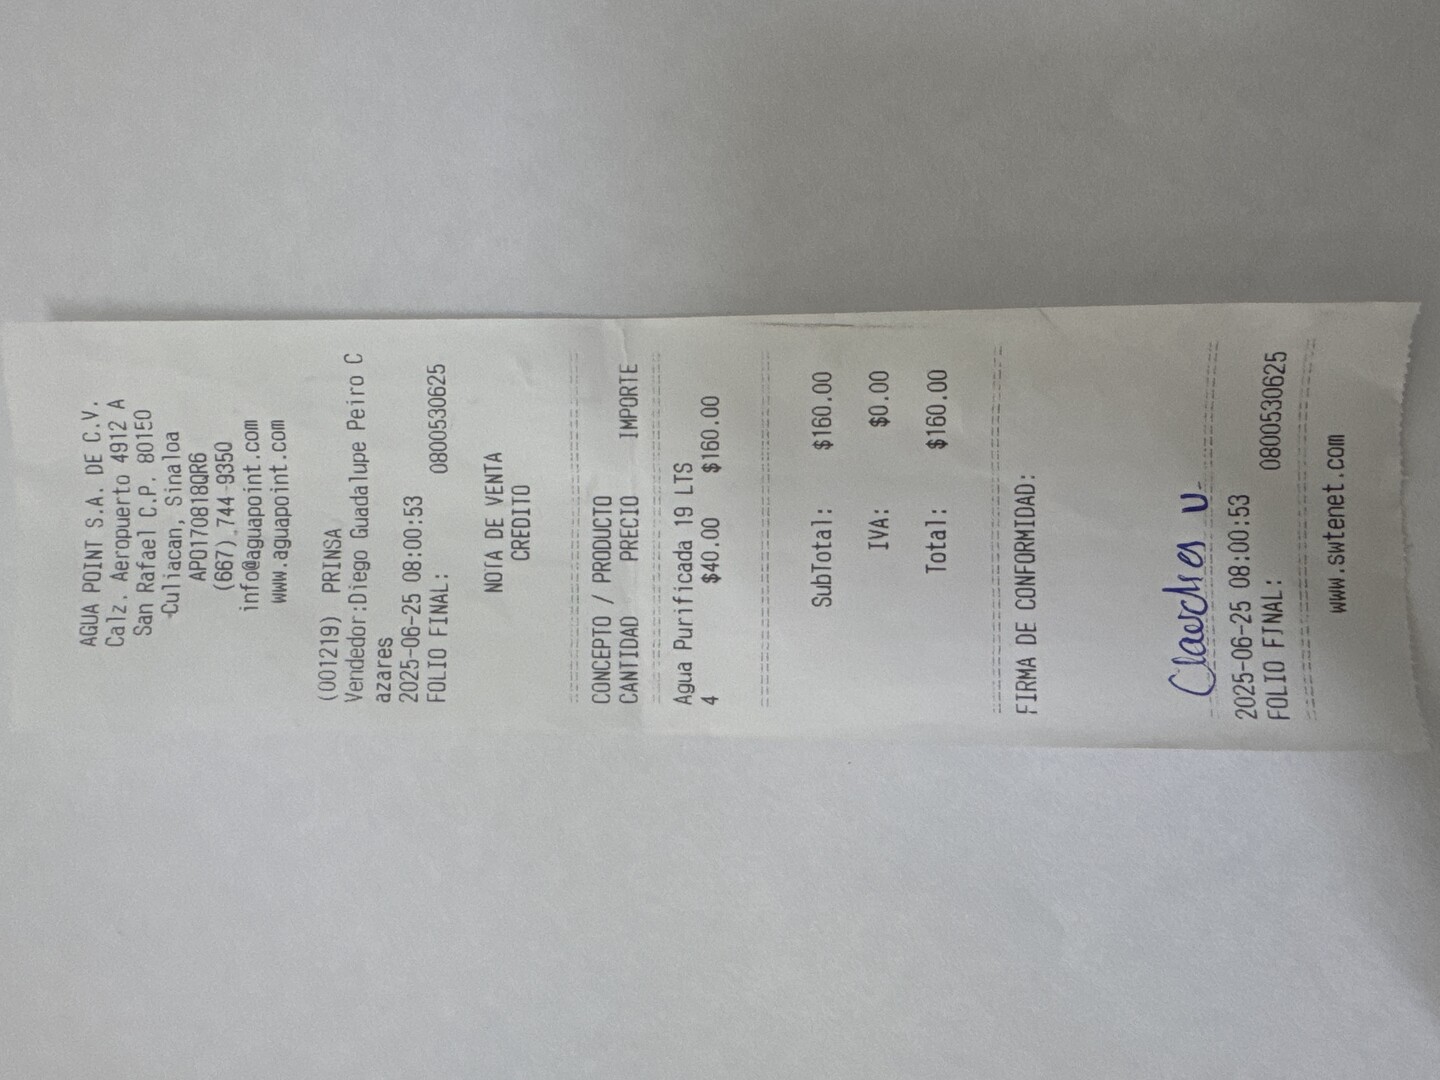 AGUA POINT S.A. DE C.V.
Calz. Aeropuerto 4912 A
San Rafael C.P. 80150
Culiacan, Sinaloa
APO170818QR6
(667) 744-9350
info@aguapoint.com
www.aguapoint.com
(001219) PRINSA
Vendedor:Diego Guadalupe Peiro C
azares
2025-06-25 08:00:53
FOLIO FINAL: 0800530625
NOTA DE VENTA
CREDITO
CONCEPTO / PRODUCTO
CANTIDAD PRECIO IMPORTE
Agua Purificada 19 LTS
4 $40.00 $160.00
SubTotal: $160.00
IVA: $0.00
Total: $160.00
FIRMA DE CONFORMIDAD:
2025-06-25 08:00:53
FOLIO FINAL: 0800530625
www.swtenet.com